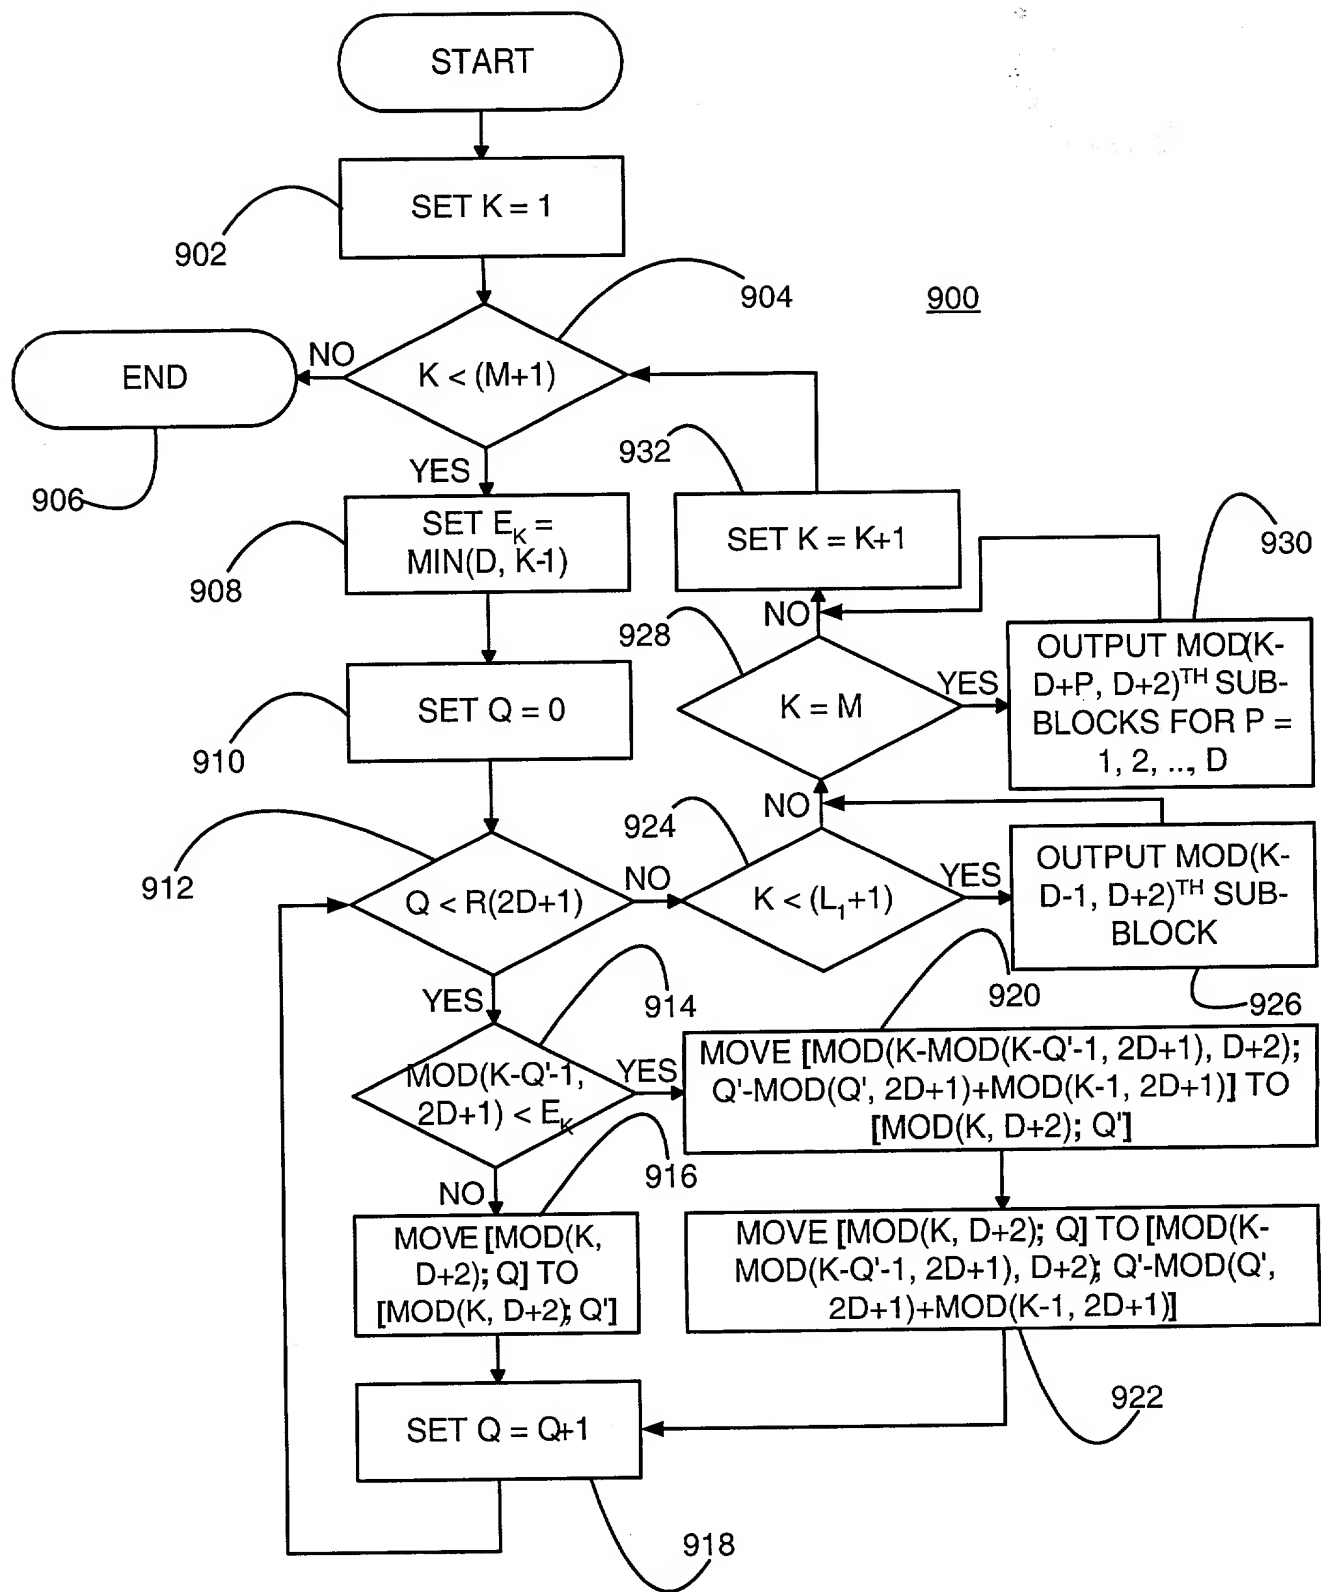 START
SET K = 1
902
904
900
K < (M+1)
NO
END
906
YES
932
SET E_K =
MIN(D, K-1)
908
SET K = K+1
930
NO
928
OUTPUT MOD(K-
D+P, D+2)^TH SUB-
BLOCKS FOR P =
1, 2, .., D
SET Q = 0
910
K = M
YES
NO
924
912
Q < R(2D+1)
NO
K < (L_1+1)
YES
OUTPUT MOD(K-
D-1, D+2)^TH SUB-
BLOCK
926
YES
914
920
MOD(K-Q'-1,
2D+1) < E_K
YES
MOVE [MOD(K-MOD(K-Q'-1, 2D+1), D+2);
Q'-MOD(Q', 2D+1)+MOD(K-1, 2D+1)] TO
[MOD(K, D+2); Q']
916
NO
MOVE [MOD(K,
D+2); Q] TO
[MOD(K, D+2); Q']
MOVE [MOD(K, D+2); Q] TO [MOD(K-
MOD(K-Q'-1, 2D+1), D+2); Q'-MOD(Q',
2D+1)+MOD(K-1, 2D+1)]
922
SET Q = Q+1
918